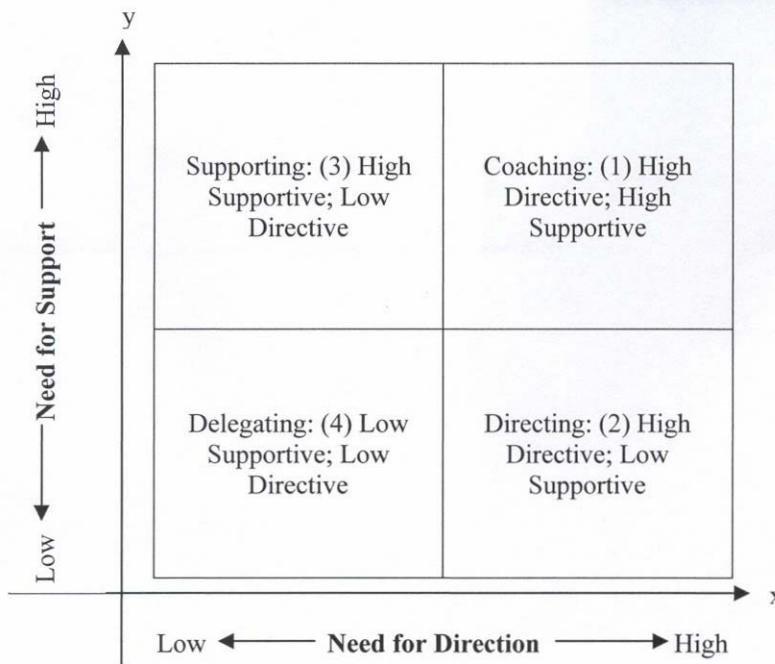 y
High
Need for Support
Low
Supporting: (3) High
Supportive; Low
Directive
Coaching: (1) High
Directive; High
Supportive
Delegating: (4) Low
Supportive; Low
Directive
Directing: (2) High
Directive; Low
Supportive
x
Low
Need for Direction
High